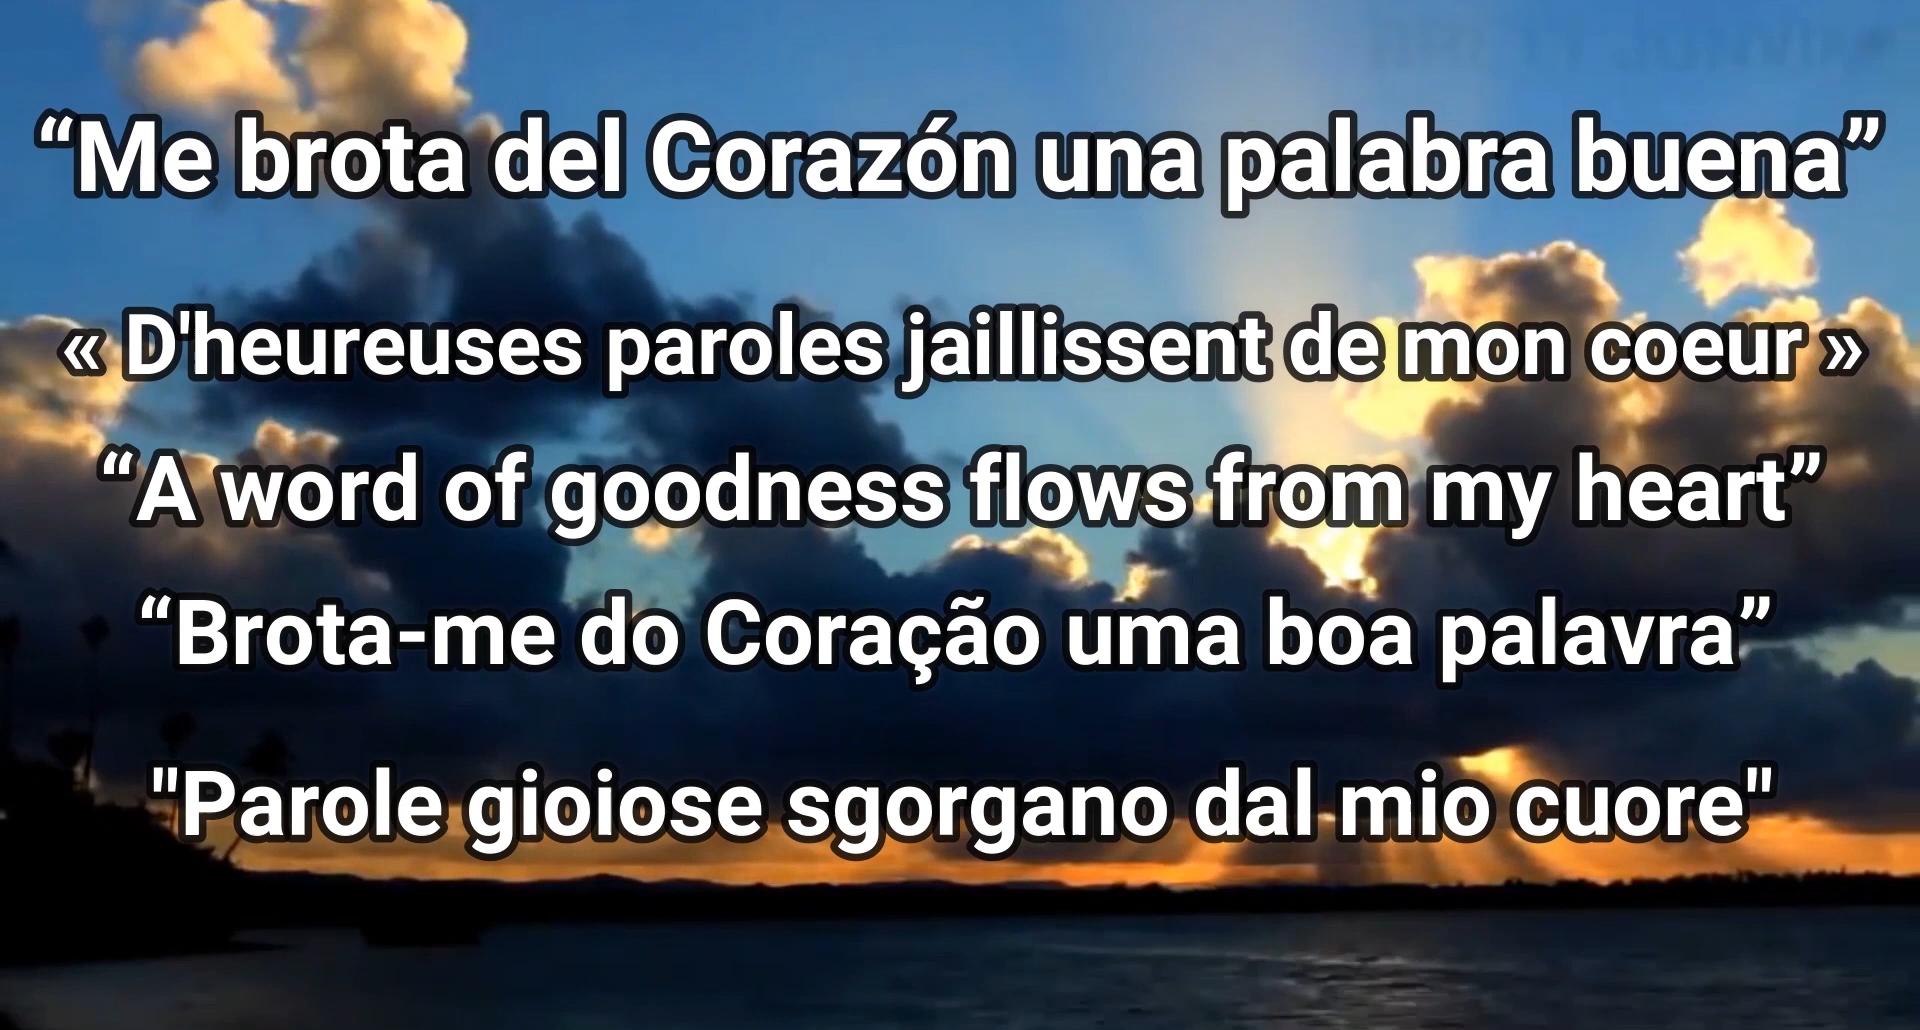 “Me brota del Corazón una palabra buena”
« D'heureuses paroles jaillissent de mon coeur »
“A word of goodness flows from my heart”
“Brota-me do Coração uma boa palavra”
"Parole gioiose sgorgano dal mio cuore"